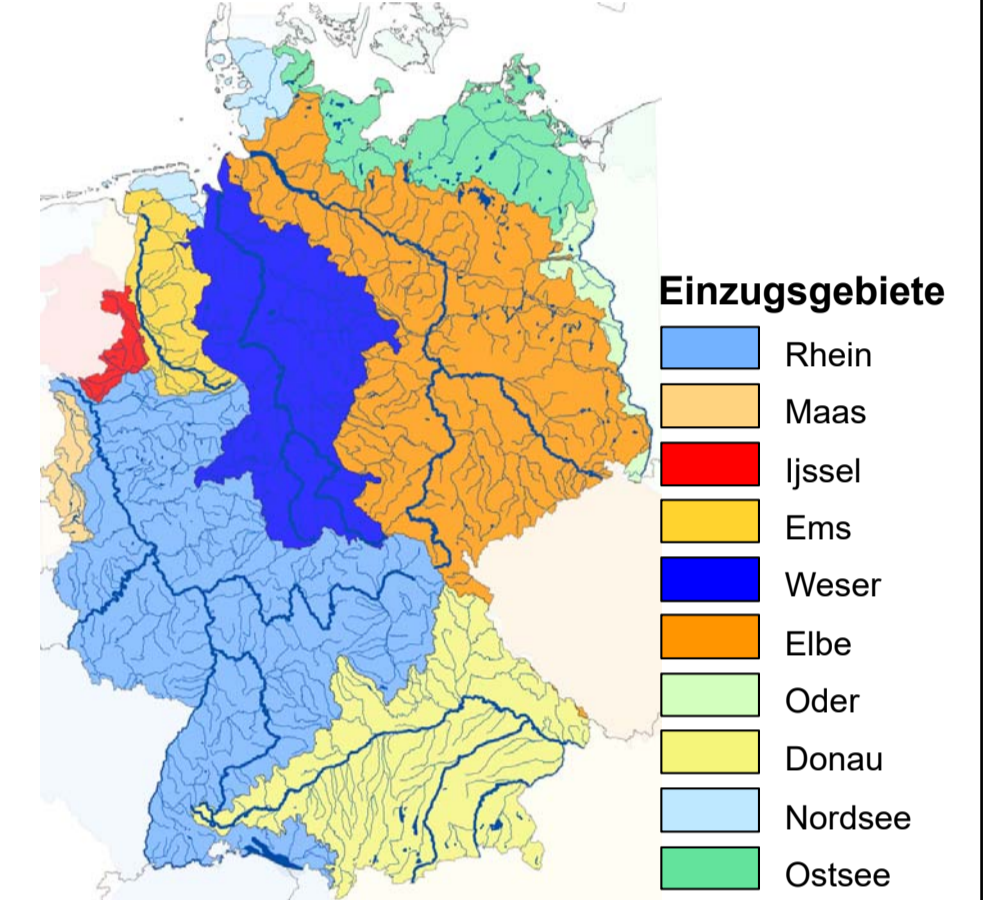 Einzugsgebiete
Rhein
Maas
Ijssel
Ems
Weser
Elbe
Oder
Donau
Nordsee
Ostsee